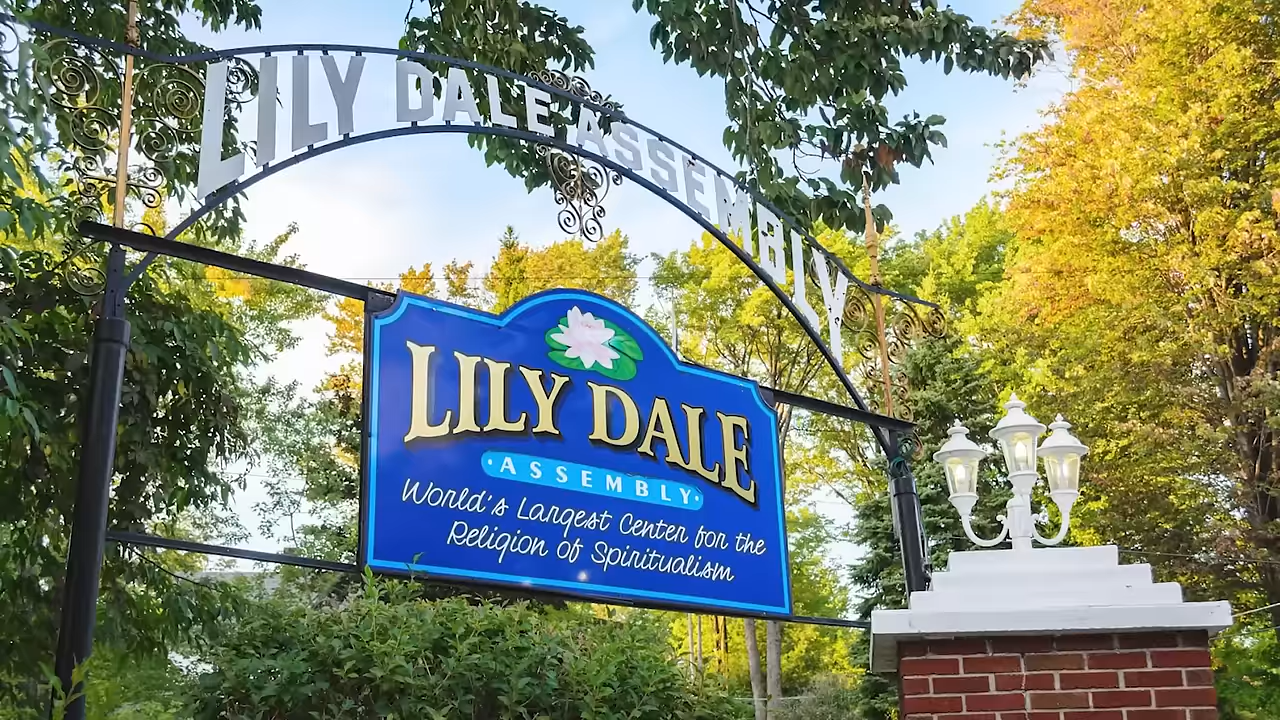 LILY DALE ASSEMBLY
LILY DALE
·ASSEMBLY·
World's Largest Center for the
Religion of Spiritualism